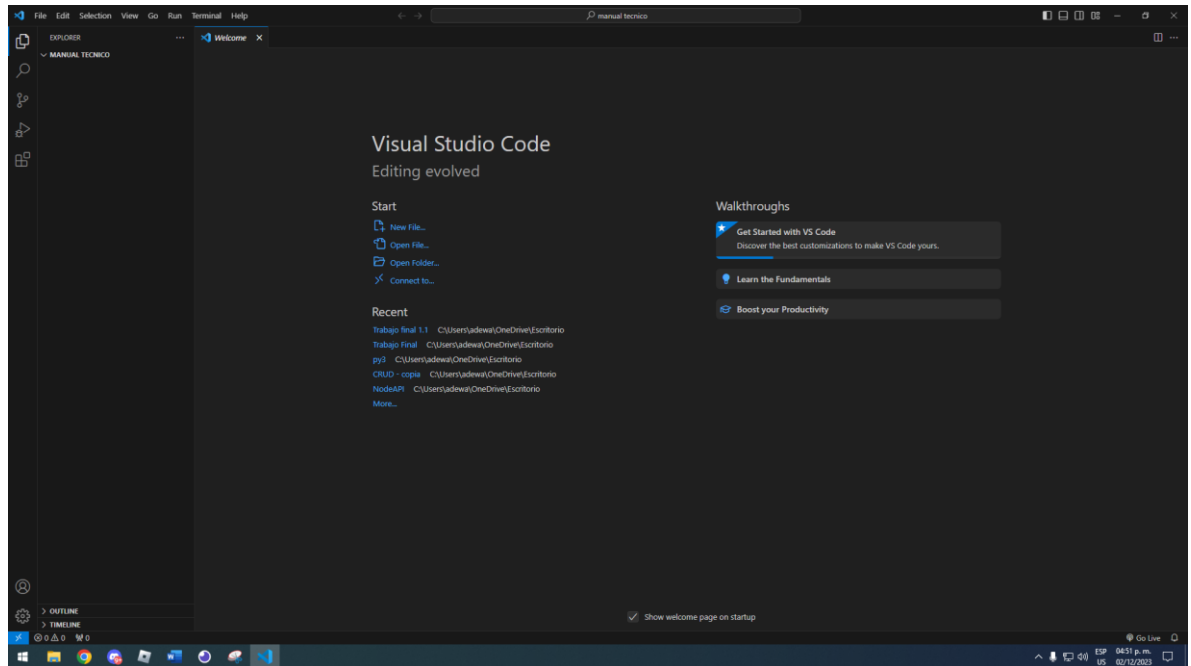 File Edit Selection View Go Run Terminal Help
manual tecnico
EXPLORER
Welcome
MANUAL TECNICO
Visual Studio Code
Editing evolved
Start
New File...
Open File...
Open Folder...
Connect to...
Recent
Trabajo final 1.1 C:\Users\adewa\OneDrive\Escritorio
Trabajo Final C:\Users\adewa\OneDrive\Escritorio
py3 C:\Users\adewa\OneDrive\Escritorio
CRUD - copia C:\Users\adewa\OneDrive\Escritorio
NodeAPI C:\Users\adewa\OneDrive\Escritorio
More...
Walkthroughs
Get Started with VS Code
Discover the best customizations to make VS Code yours.
Learn the Fundamentals
Boost your Productivity
Show welcome page on startup
OUTLINE
TIMELINE
0 0 0
Go Live
ESP 04:51 p. m.
US 02/12/2023